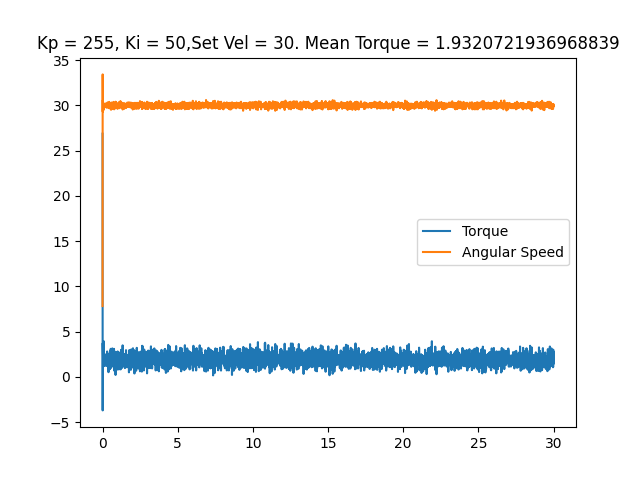 Kp = 255, Ki = 50,Set Vel = 30. Mean Torque = 1.9320721936968839
35
30
25
20
15
10
5
0
−5
Torque
Angular Speed
0 5 10 15 20 25 30